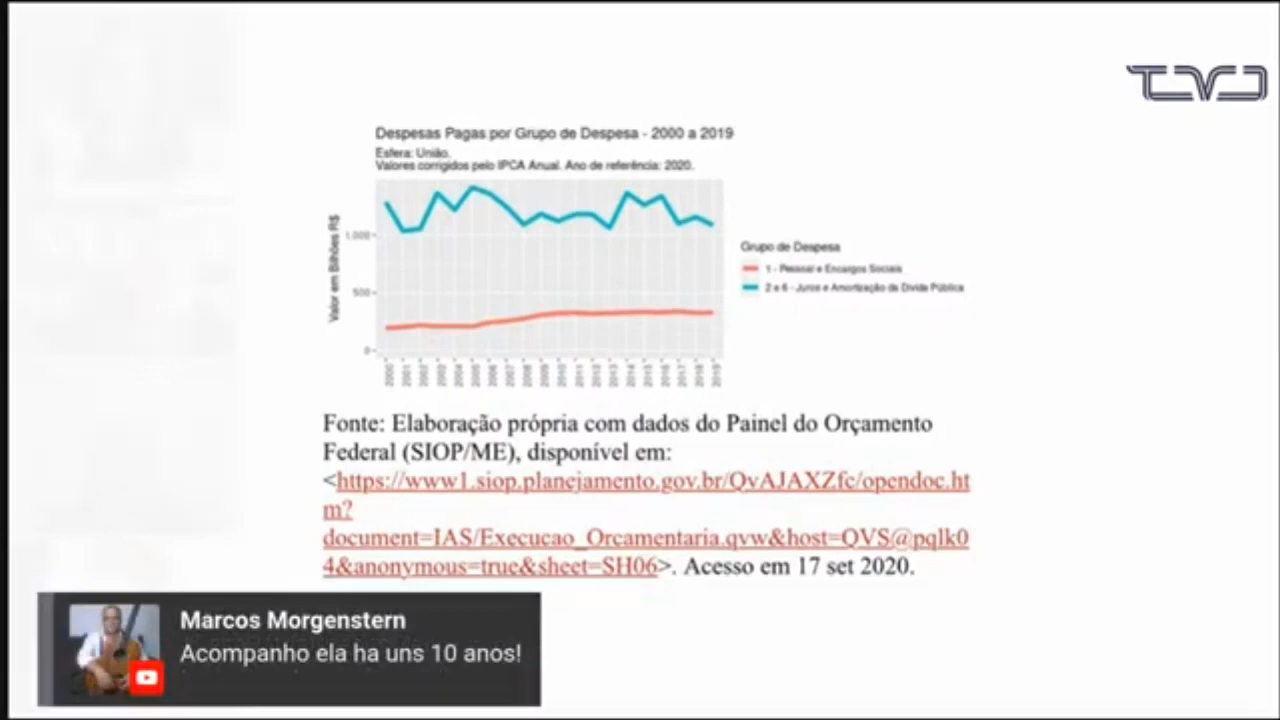 TVJ
Despesas Pagas por Grupo de Despesa - 2000 a 2019
Esfera: União.
Valores corrigidos pelo IPCA Anual. Ano de referência: 2020.
Valor em Bilhões R$
1.000
500
0
2000 2001 2002 2003 2004 2005 2006 2007 2008 2009 2010 2011 2012 2013 2014 2015 2016 2017 2018 2019
Grupo de Despesa
1 - Pessoal e Encargos Sociais
2 e 6 - Juros e Amortização da Dívida Pública
Fonte: Elaboração própria com dados do Painel do Orçamento
Federal (SIOP/ME), disponível em:
<https://www1.siop.planejamento.gov.br/QvAJAXZfc/opendoc.ht
m?
document=IAS/Execucao_Orcamentaria.qvw&host=QVS@pqlk0
4&anonymous=true&sheet=SH06>. Acesso em 17 set 2020.
Marcos Morgenstern
Acompanho ela ha uns 10 anos!